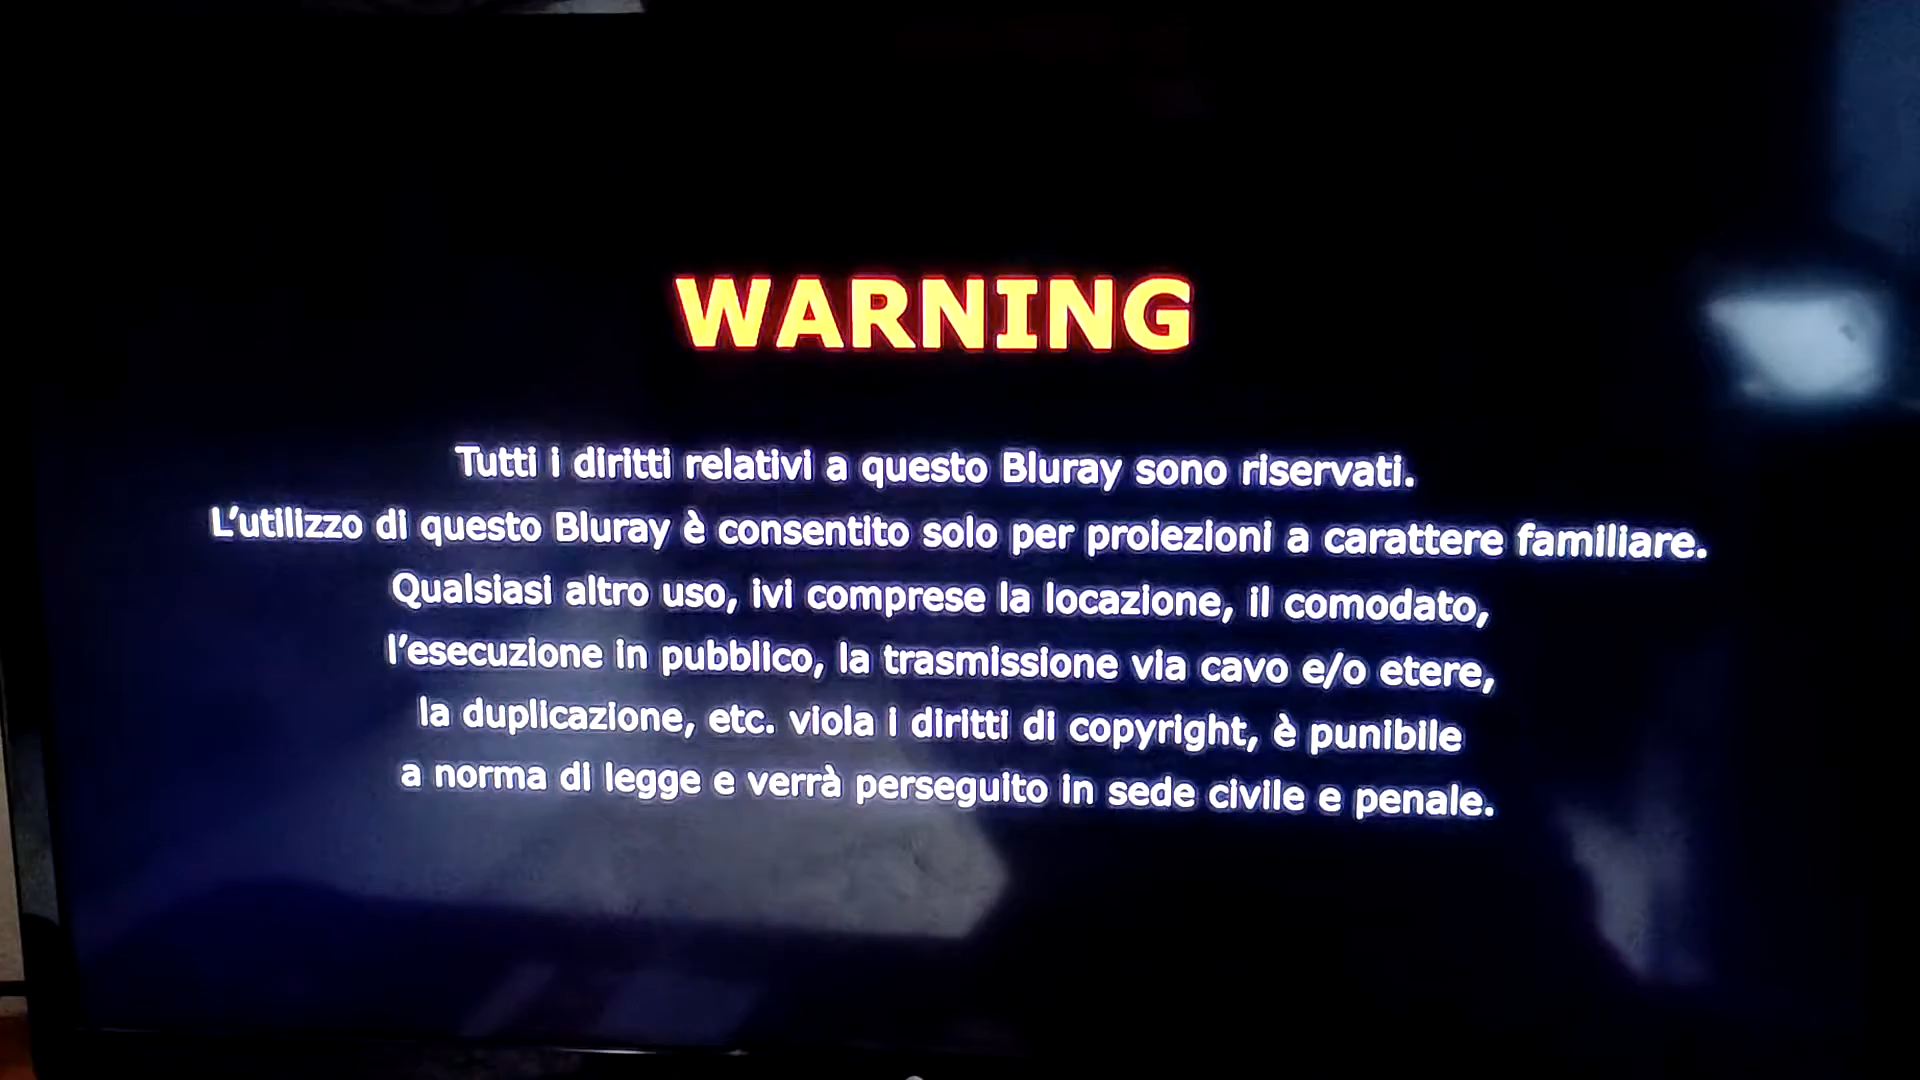 WARNING
Tutti i diritti relativi a questo Bluray sono riservati.
L'utilizzo di questo Bluray è consentito solo per proiezioni a carattere familiare.
Qualsiasi altro uso, ivi comprese la locazione, il comodato,
l'esecuzione in pubblico, la trasmissione via cavo e/o etere,
la duplicazione, etc. viola i diritti di copyright, è punibile
a norma di legge e verrà perseguito in sede civile e penale.